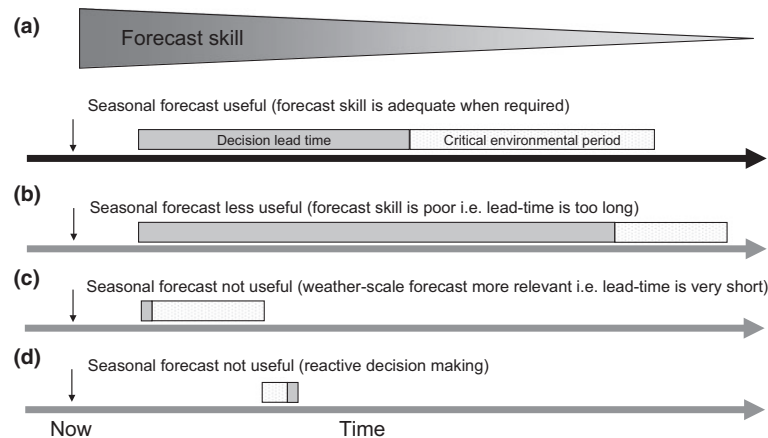 (a)
Forecast skill
Seasonal forecast useful (forecast skill is adequate when required)
Decision lead time
Critical environmental period
(b)
Seasonal forecast less useful (forecast skill is poor i.e. lead-time is too long)
(c)
Seasonal forecast not useful (weather-scale forecast more relevant i.e. lead-time is very short)
(d)
Seasonal forecast not useful (reactive decision making)
Now
Time